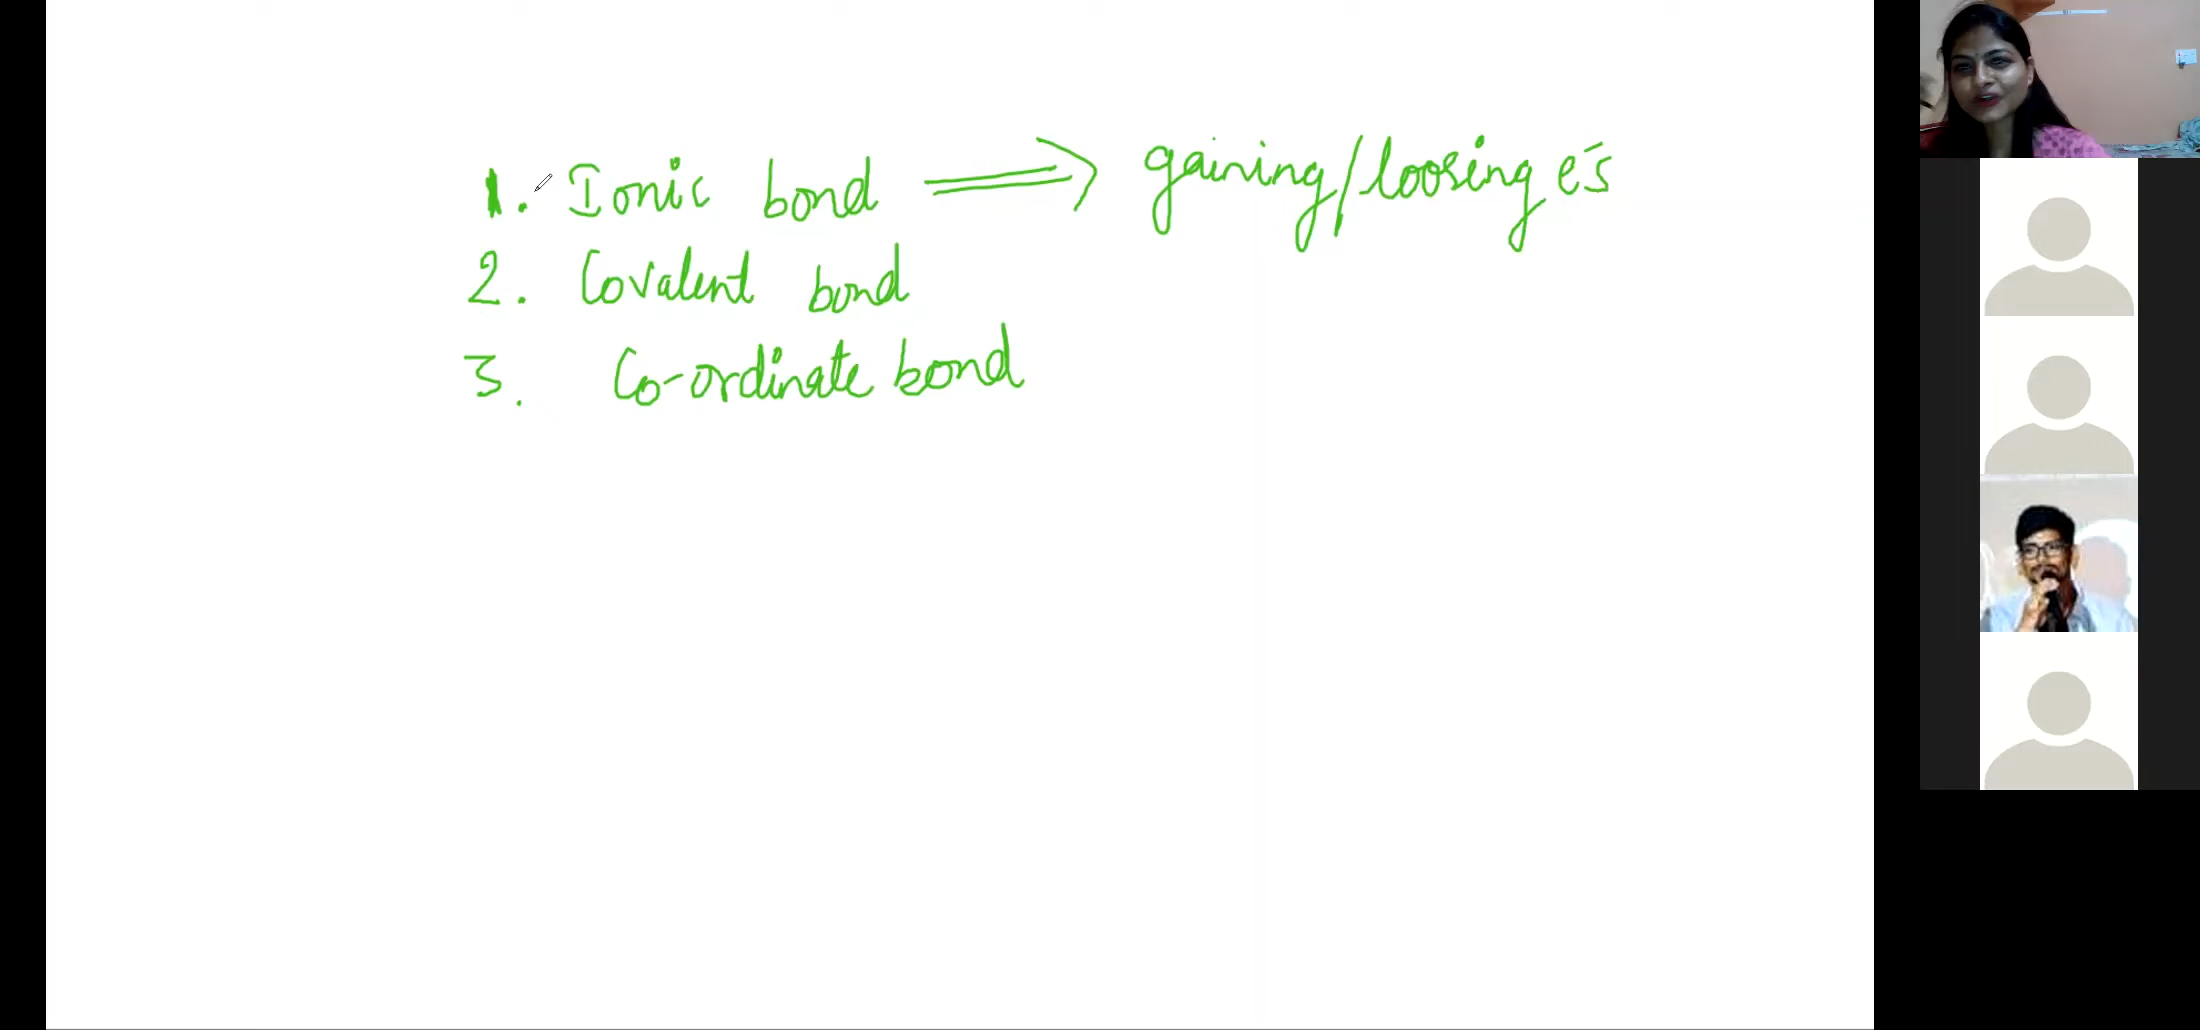 1. Ionic bond ⟹ gaining/loosing e⁻s
2. Covalent bond
3. Co-ordinate bond